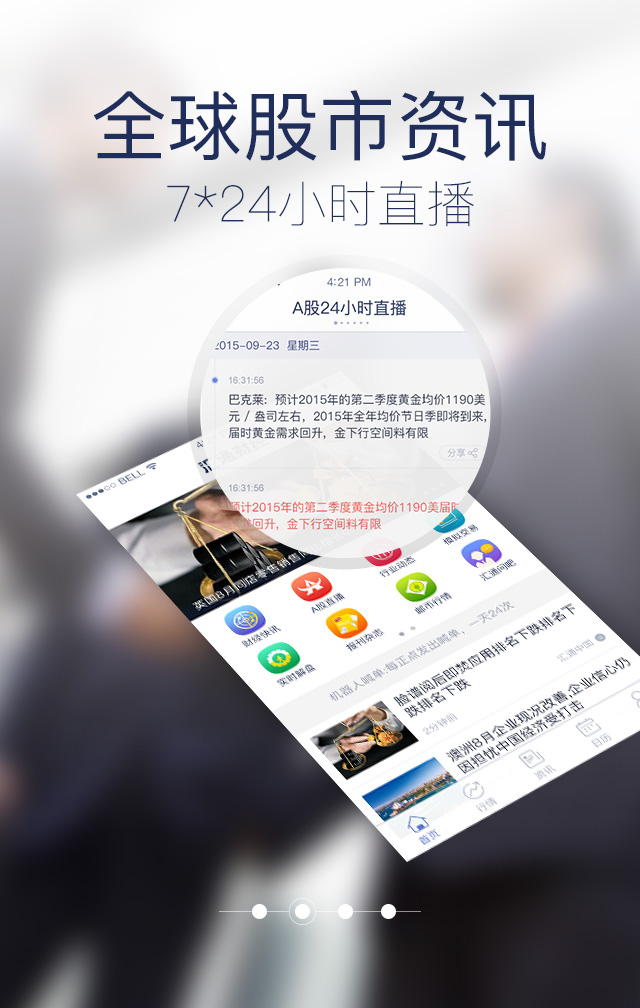 全球股市资讯
7*24小时直播
4:21 PM
A股24小时直播
2015-09-23 星期三
16:31:56
巴克莱：预计2015年的第二季度黄金均价1190美
元 / 盎司左右，2015年全年均价节日季即将到来,
届时黄金需求回升，金下行空间料有限
分享
16:31:56
预计2015年的第二季度黄金均价1190美届时
回升，金下行空间料有限
BELL
英国8月同店零售销售
模拟交易
行业动态
汇通问吧
A股直播
邮币行情
财经快讯
报刊杂志
实时解盘
机器人喊单:每正点发出喊单，一天24次
脸谱阅后即焚应用排名下跌排名下
跌排名下跌
2分钟前
汇通中国
澳洲8月企业现况改善,企业信心仍
因担忧中国经济受打击
首页
行情
资讯
日历